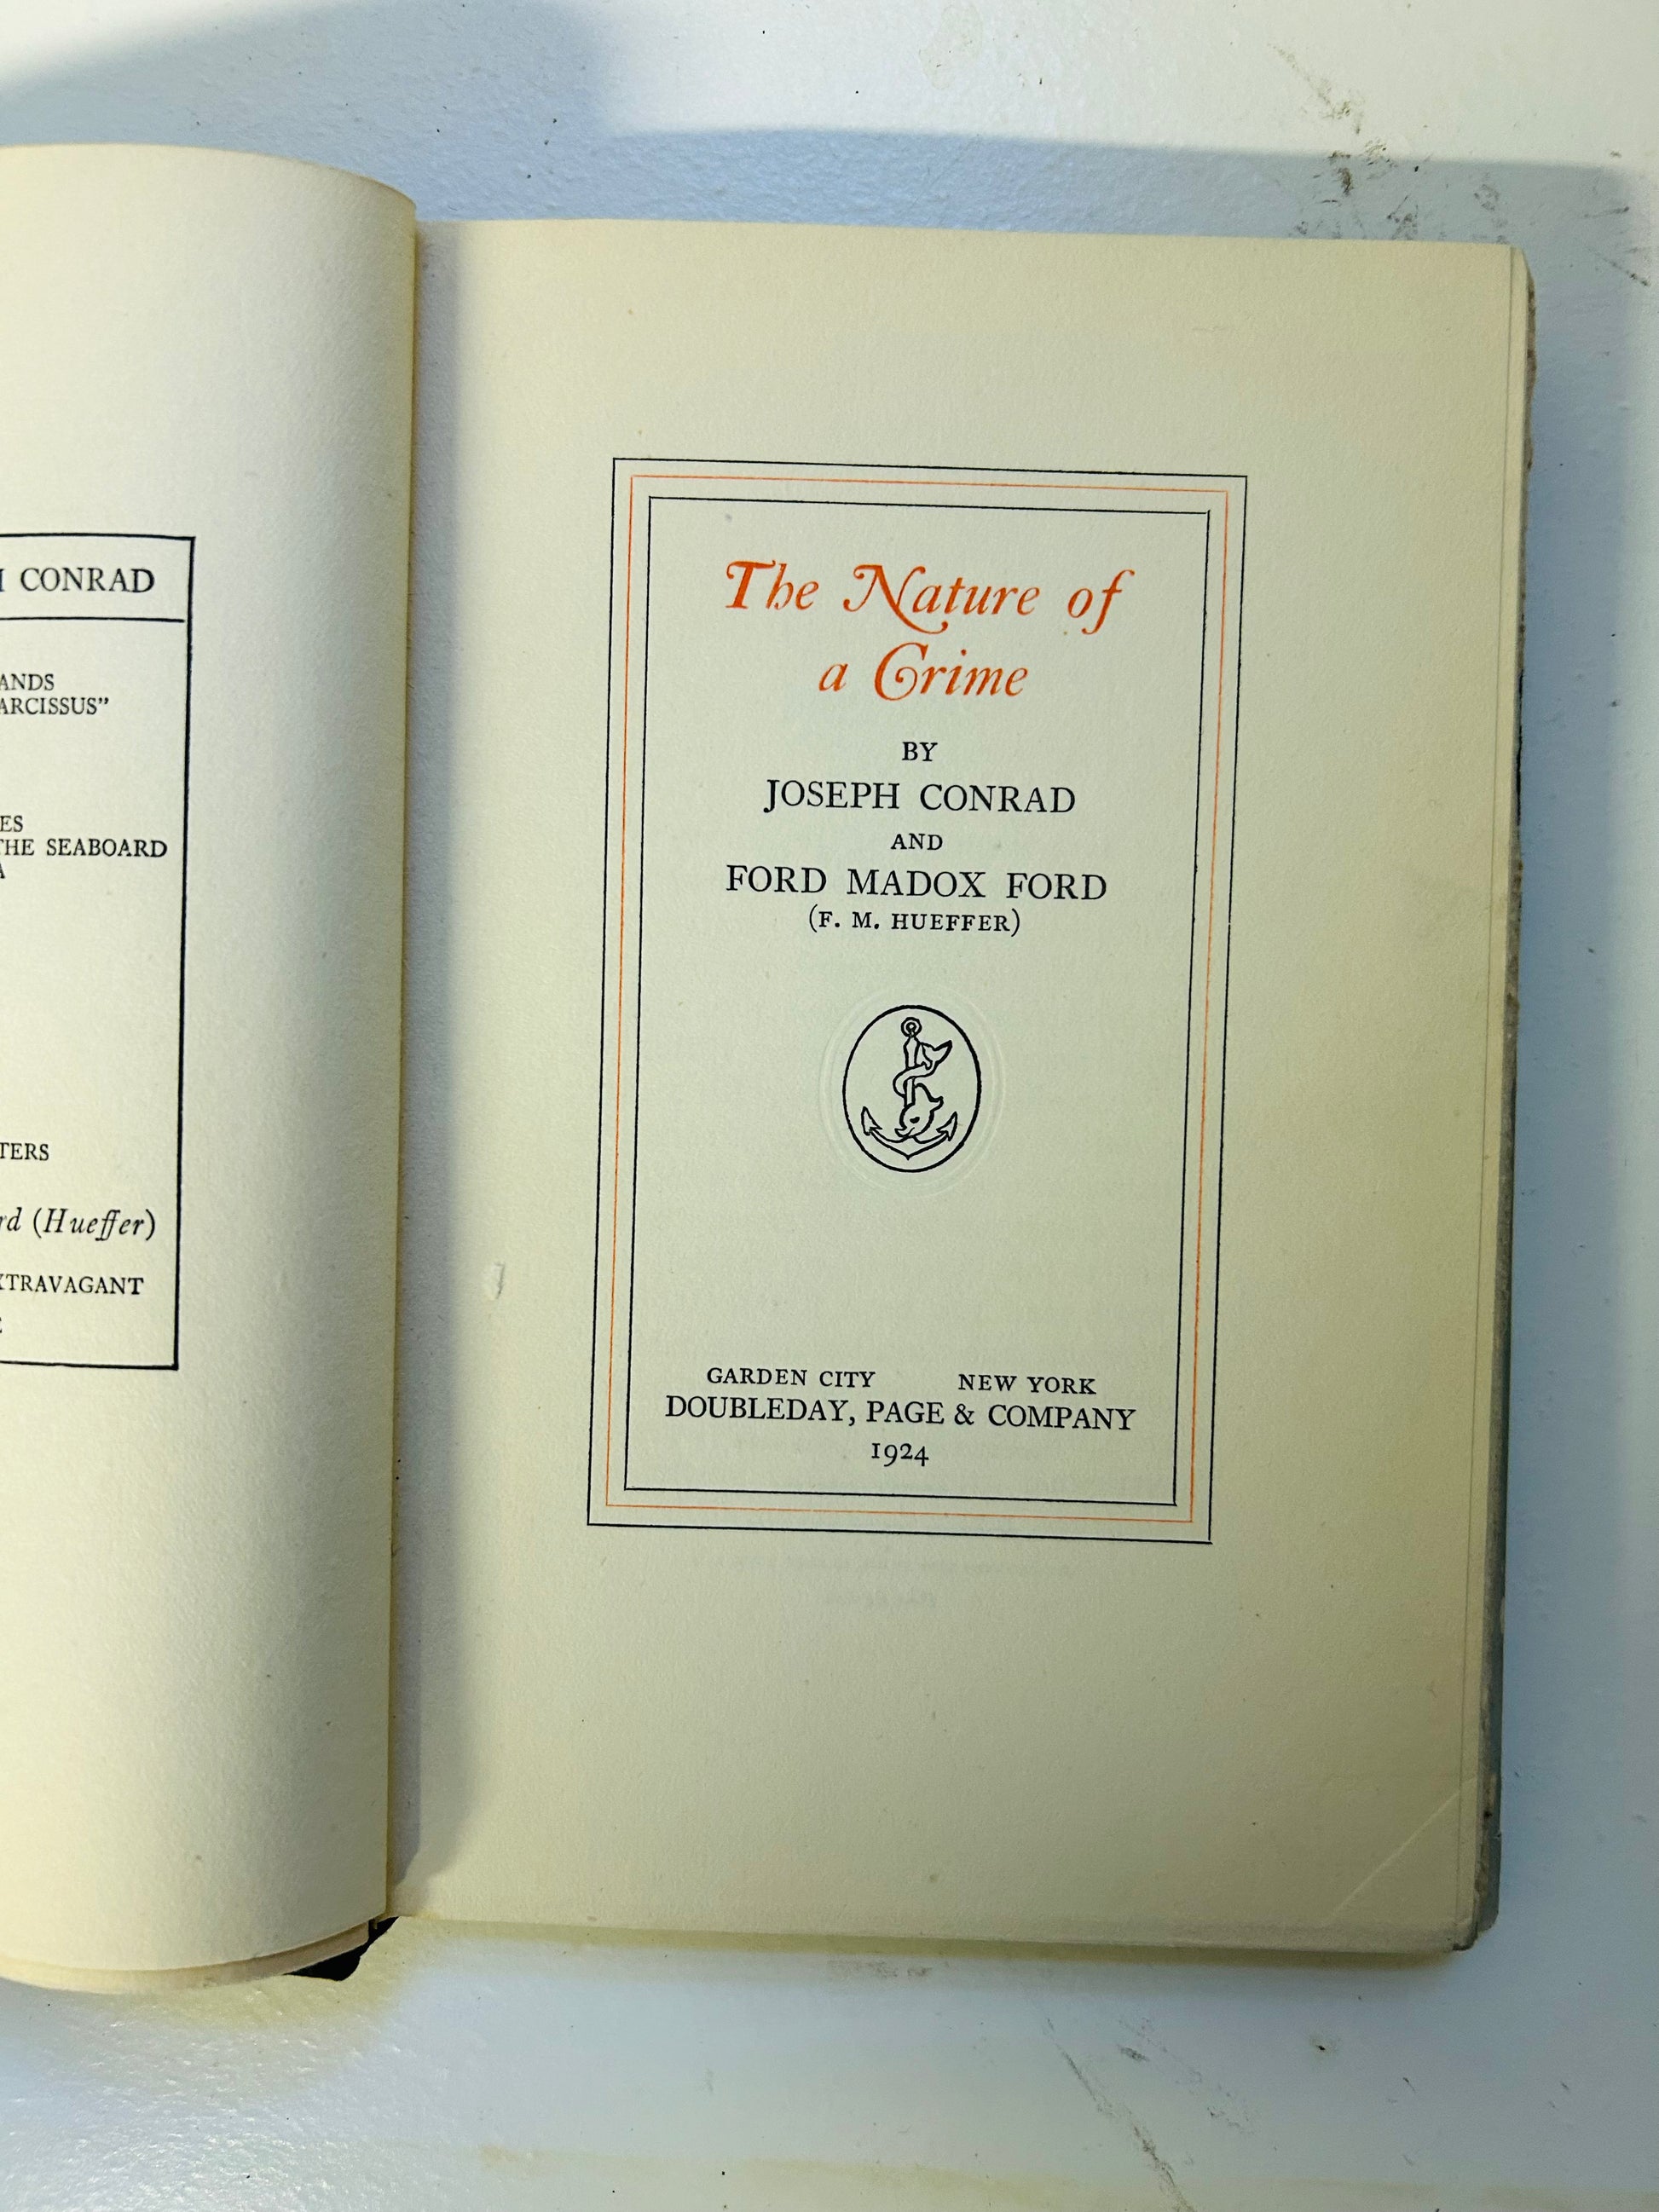 CONRAD
ANDS
ARCISSUS”
ES
THE SEABOARD
A
TERS
rd (Hueffer)
XTRAVAGANT
The Nature of
a Crime
BY
JOSEPH CONRAD
AND
FORD MADOX FORD
(F. M. HUEFFER)
GARDEN CITY NEW YORK
DOUBLEDAY, PAGE & COMPANY
1924